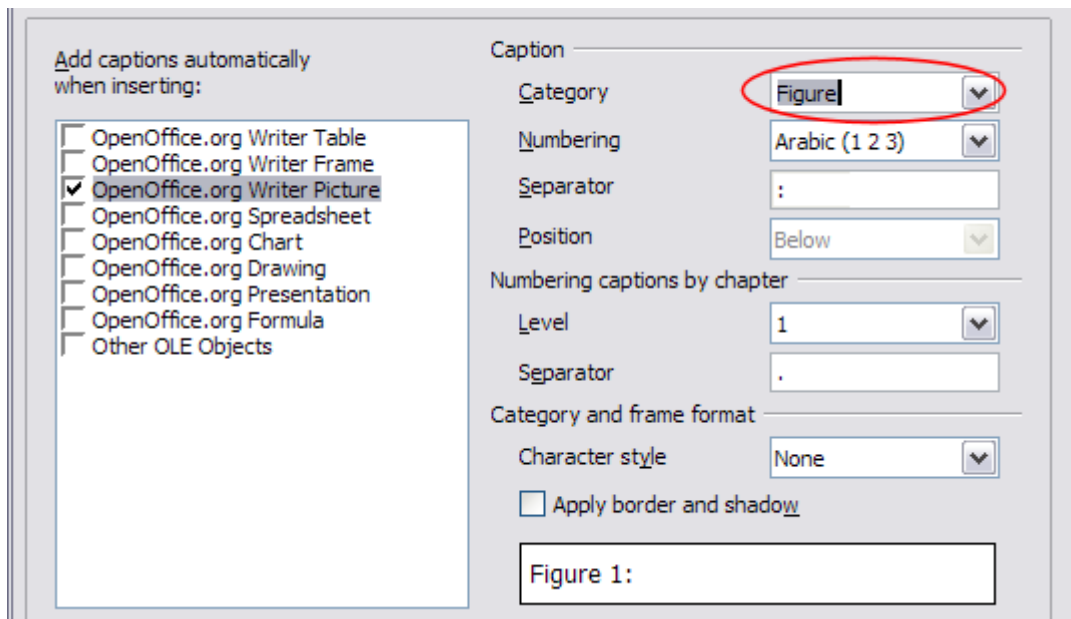 Add captions automatically
when inserting:
OpenOffice.org Writer Table
OpenOffice.org Writer Frame
OpenOffice.org Writer Picture
OpenOffice.org Spreadsheet
OpenOffice.org Chart
OpenOffice.org Drawing
OpenOffice.org Presentation
OpenOffice.org Formula
Other OLE Objects
Caption
Category Figure
Numbering Arabic (1 2 3)
Separator :
Position Below
Numbering captions by chapter
Level 1
Separator .
Category and frame format
Character style None
Apply border and shadow
Figure 1: